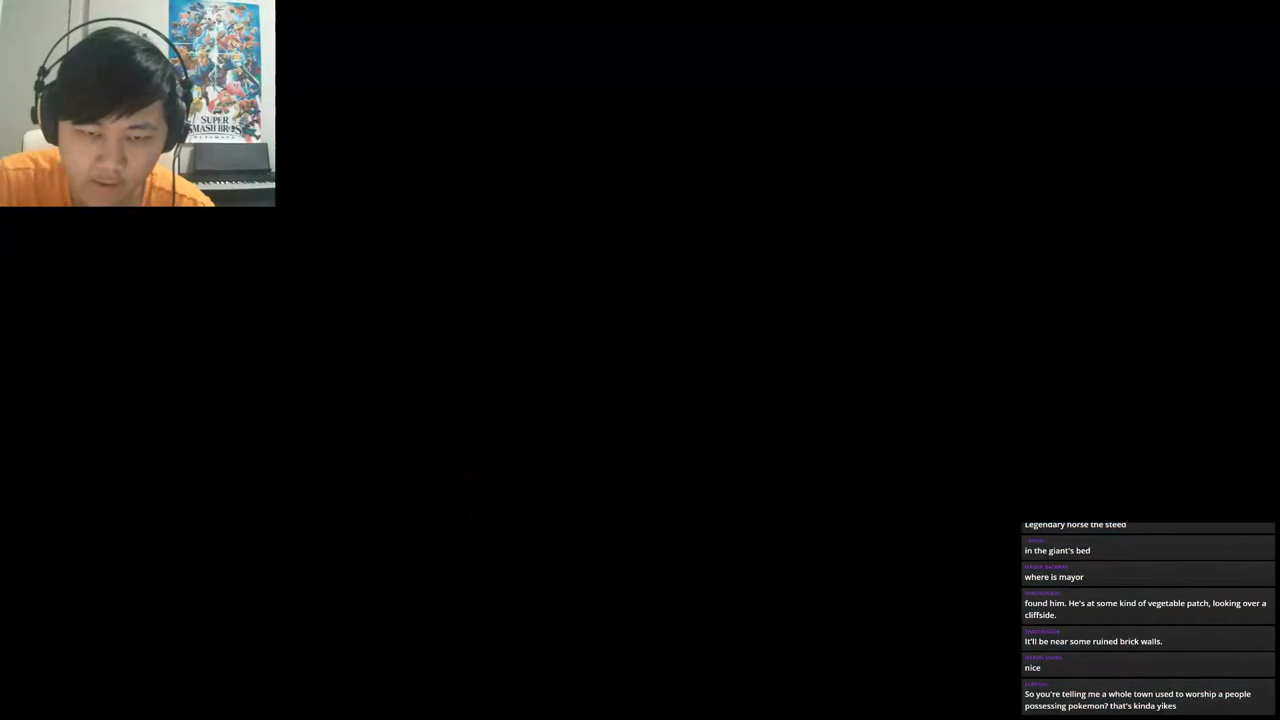 SUPER
SMASH BROS.
ULTIMATE
Legendary horse the steed
in the giant's bed
where is mayor
found him. He's at some kind of vegetable patch, looking over a
cliffside.
It'll be near some ruined brick walls.
nice
So you're telling me a whole town used to worship a people
possessing pokemon? that's kinda yikes